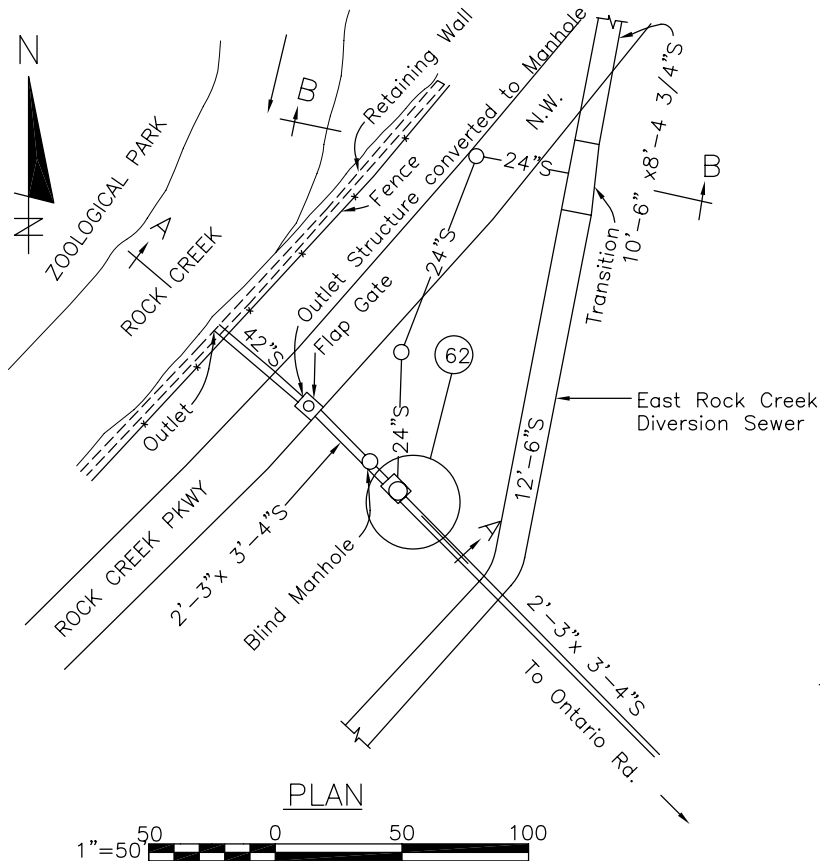 N
N
ZOOLOGICAL PARK
A
ROCK CREEK
B
Retaining Wall
Fence
Outlet Structure converted to Manhole
Flap Gate
N.W.
24"S
24"S
24"S
10'-6" x8'-4 3/4"S
Transition
B
42"S
Outlet
62
East Rock Creek
Diversion Sewer
12'-6"S
ROCK CREEK PKWY
2'-3"x 3'-4"S
Blind Manhole
A
2'-3"x 3'-4"S
To Ontario Rd.
PLAN
1"=50'
50 0 50 100